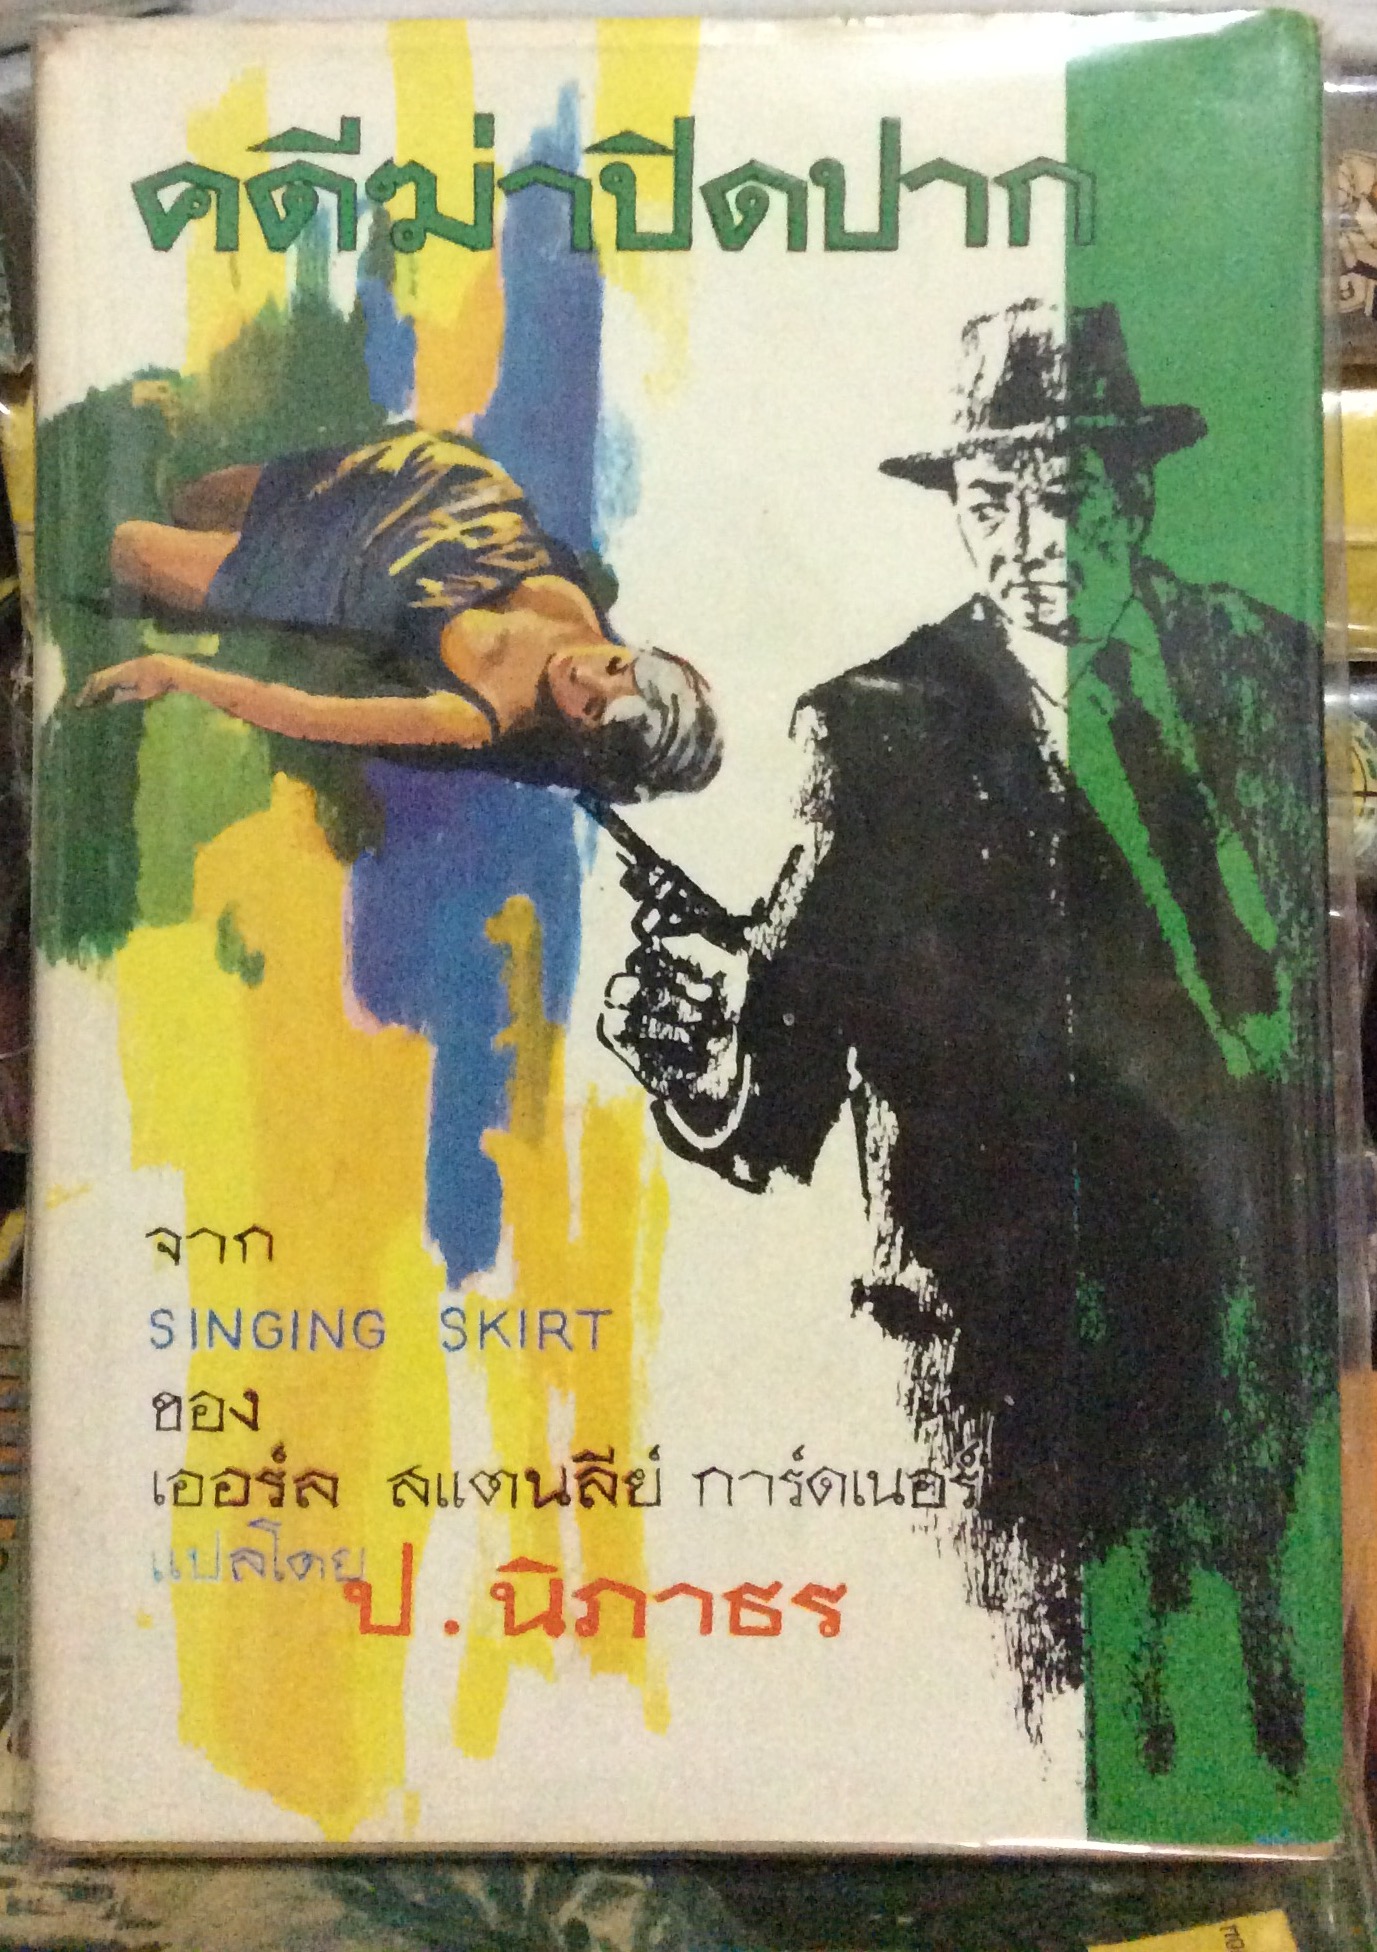 คดีฆ่าปิดปาก
จาก
SINGING SKIRT
ของ
เออร์ล สแตนลีย์ การ์ดเนอร์
แปลโดย ป. นิภาธร